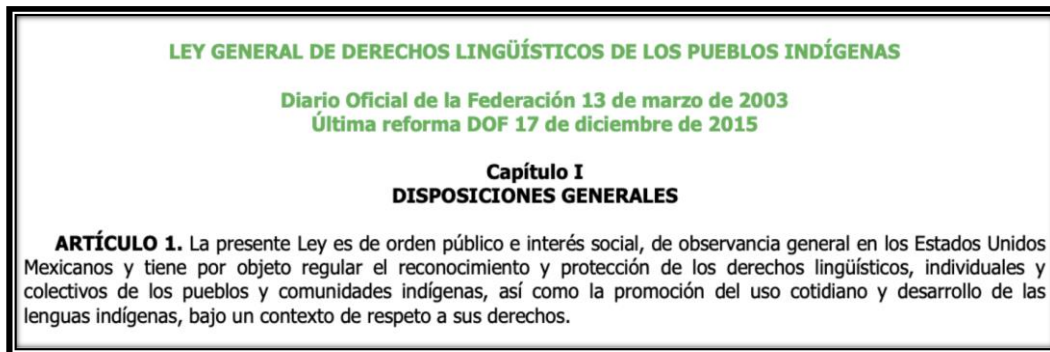 LEY GENERAL DE DERECHOS LINGÜÍSTICOS DE LOS PUEBLOS INDÍGENAS
Diario Oficial de la Federación 13 de marzo de 2003
Última reforma DOF 17 de diciembre de 2015
Capítulo I
DISPOSICIONES GENERALES
ARTÍCULO 1. La presente Ley es de orden público e interés social, de observancia general en los Estados Unidos
Mexicanos y tiene por objeto regular el reconocimiento y protección de los derechos lingüísticos, individuales y
colectivos de los pueblos y comunidades indígenas, así como la promoción del uso cotidiano y desarrollo de las
lenguas indígenas, bajo un contexto de respeto a sus derechos.